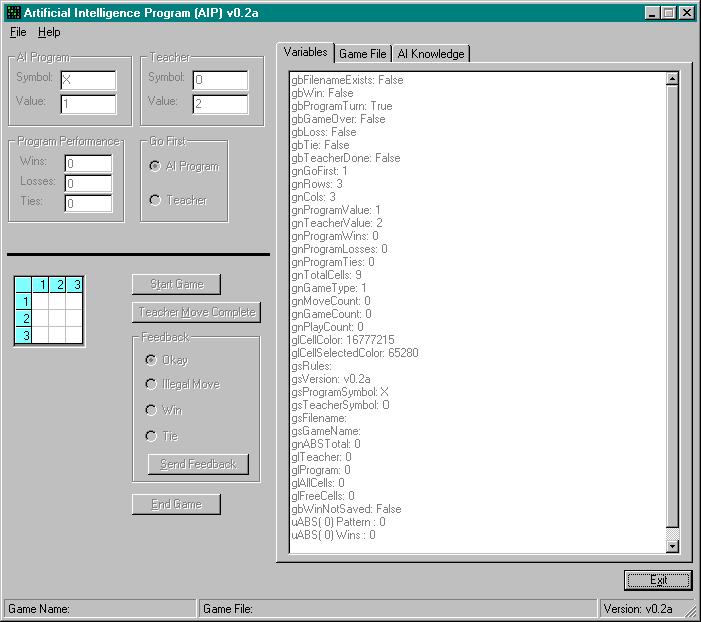 Artificial Intelligence Program (AIP) v0.2a
File Help
AI Program
Symbol: X
Value: 1
Teacher
Symbol: O
Value: 2
Program Performance
Wins: 0
Losses: 0
Ties: 0
Go First
AI Program
Teacher
1 2 3
1
2
3
Start Game
Teacher Move Complete
Feedback
Okay
Illegal Move
Win
Tie
Send Feedback
End Game
Variables Game File AI Knowledge
gbFilenameExists: False
gbWin: False
gbProgramTurn: True
gbGameOver: False
gbLoss: False
gbTie: False
gbTeacherDone: False
gnGoFirst: 1
gnRows: 3
gnCols: 3
gnProgramValue: 1
gnTeacherValue: 2
gnProgramWins: 0
gnProgramLosses: 0
gnProgramTies: 0
gnTotalCells: 9
gnGameType: 1
gnMoveCount: 0
gnGameCount: 0
gnPlayCount: 0
glCellColor: 16777215
glCellSelectedColor: 65280
gsRules:
gsVersion: v0.2a
gsProgramSymbol: X
gsTeacherSymbol: O
gsFilename:
gsGameName:
gnABSTotal: 0
glTeacher: 0
glProgram: 0
glAllCells: 0
glFreeCells: 0
gbWinNotSaved: False
uABS( 0) Pattern : 0
uABS( 0) Wins : 0
Exit
Game Name: Game File: Version: v0.2a